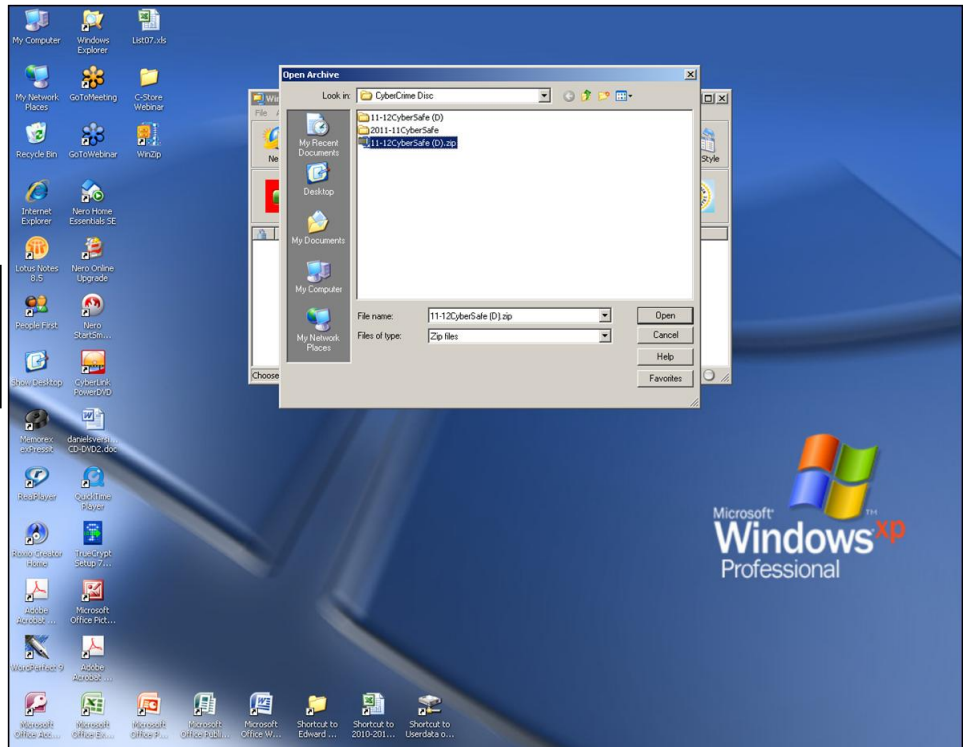 My Computer
Windows
Explorer
List07.xls
My Network
Places
GoToMeeting
C-Store
Webinar
Recycle Bin
GoToWebinar
WinZip
Internet
Explorer
Nero Home
Essentials SE
Lotus Notes
8.5
Nero Online
Upgrade
People First
Nero
StartSm...
Show Desktop
CyberLink
PowerDVD
Memorex
exPressit
danielsversi...
CD-DVD2.doc
RealPlayer
QuickTime
Player
Roxio Creator
Home
TrueCrypt
Setup 7...
Adobe
Acrobat ...
Microsoft
Office Pict...
WordPerfect 9
Adobe
Acrobat ...
Microsoft
Office Acc...
Microsoft
Office Ex...
Microsoft
Office P...
Microsoft
Office Publi...
Microsoft
Office W...
Shortcut to
Edward ...
Shortcut to
2010-201...
Shortcut to
Userdata o...
Open Archive
Look in:
CyberCrime Disc
My Recent
Documents
Desktop
My Documents
My Computer
My Network
Places
11-12CyberSafe (D)
2011-11CyberSafe
11-12CyberSafe (D).zip
File name:
11-12CyberSafe (D).zip
Open
Files of type:
Zip files
Cancel
Help
Favorites
Win
File
Ne
Style
Choose
Microsoft
Windows xp
TM
Professional